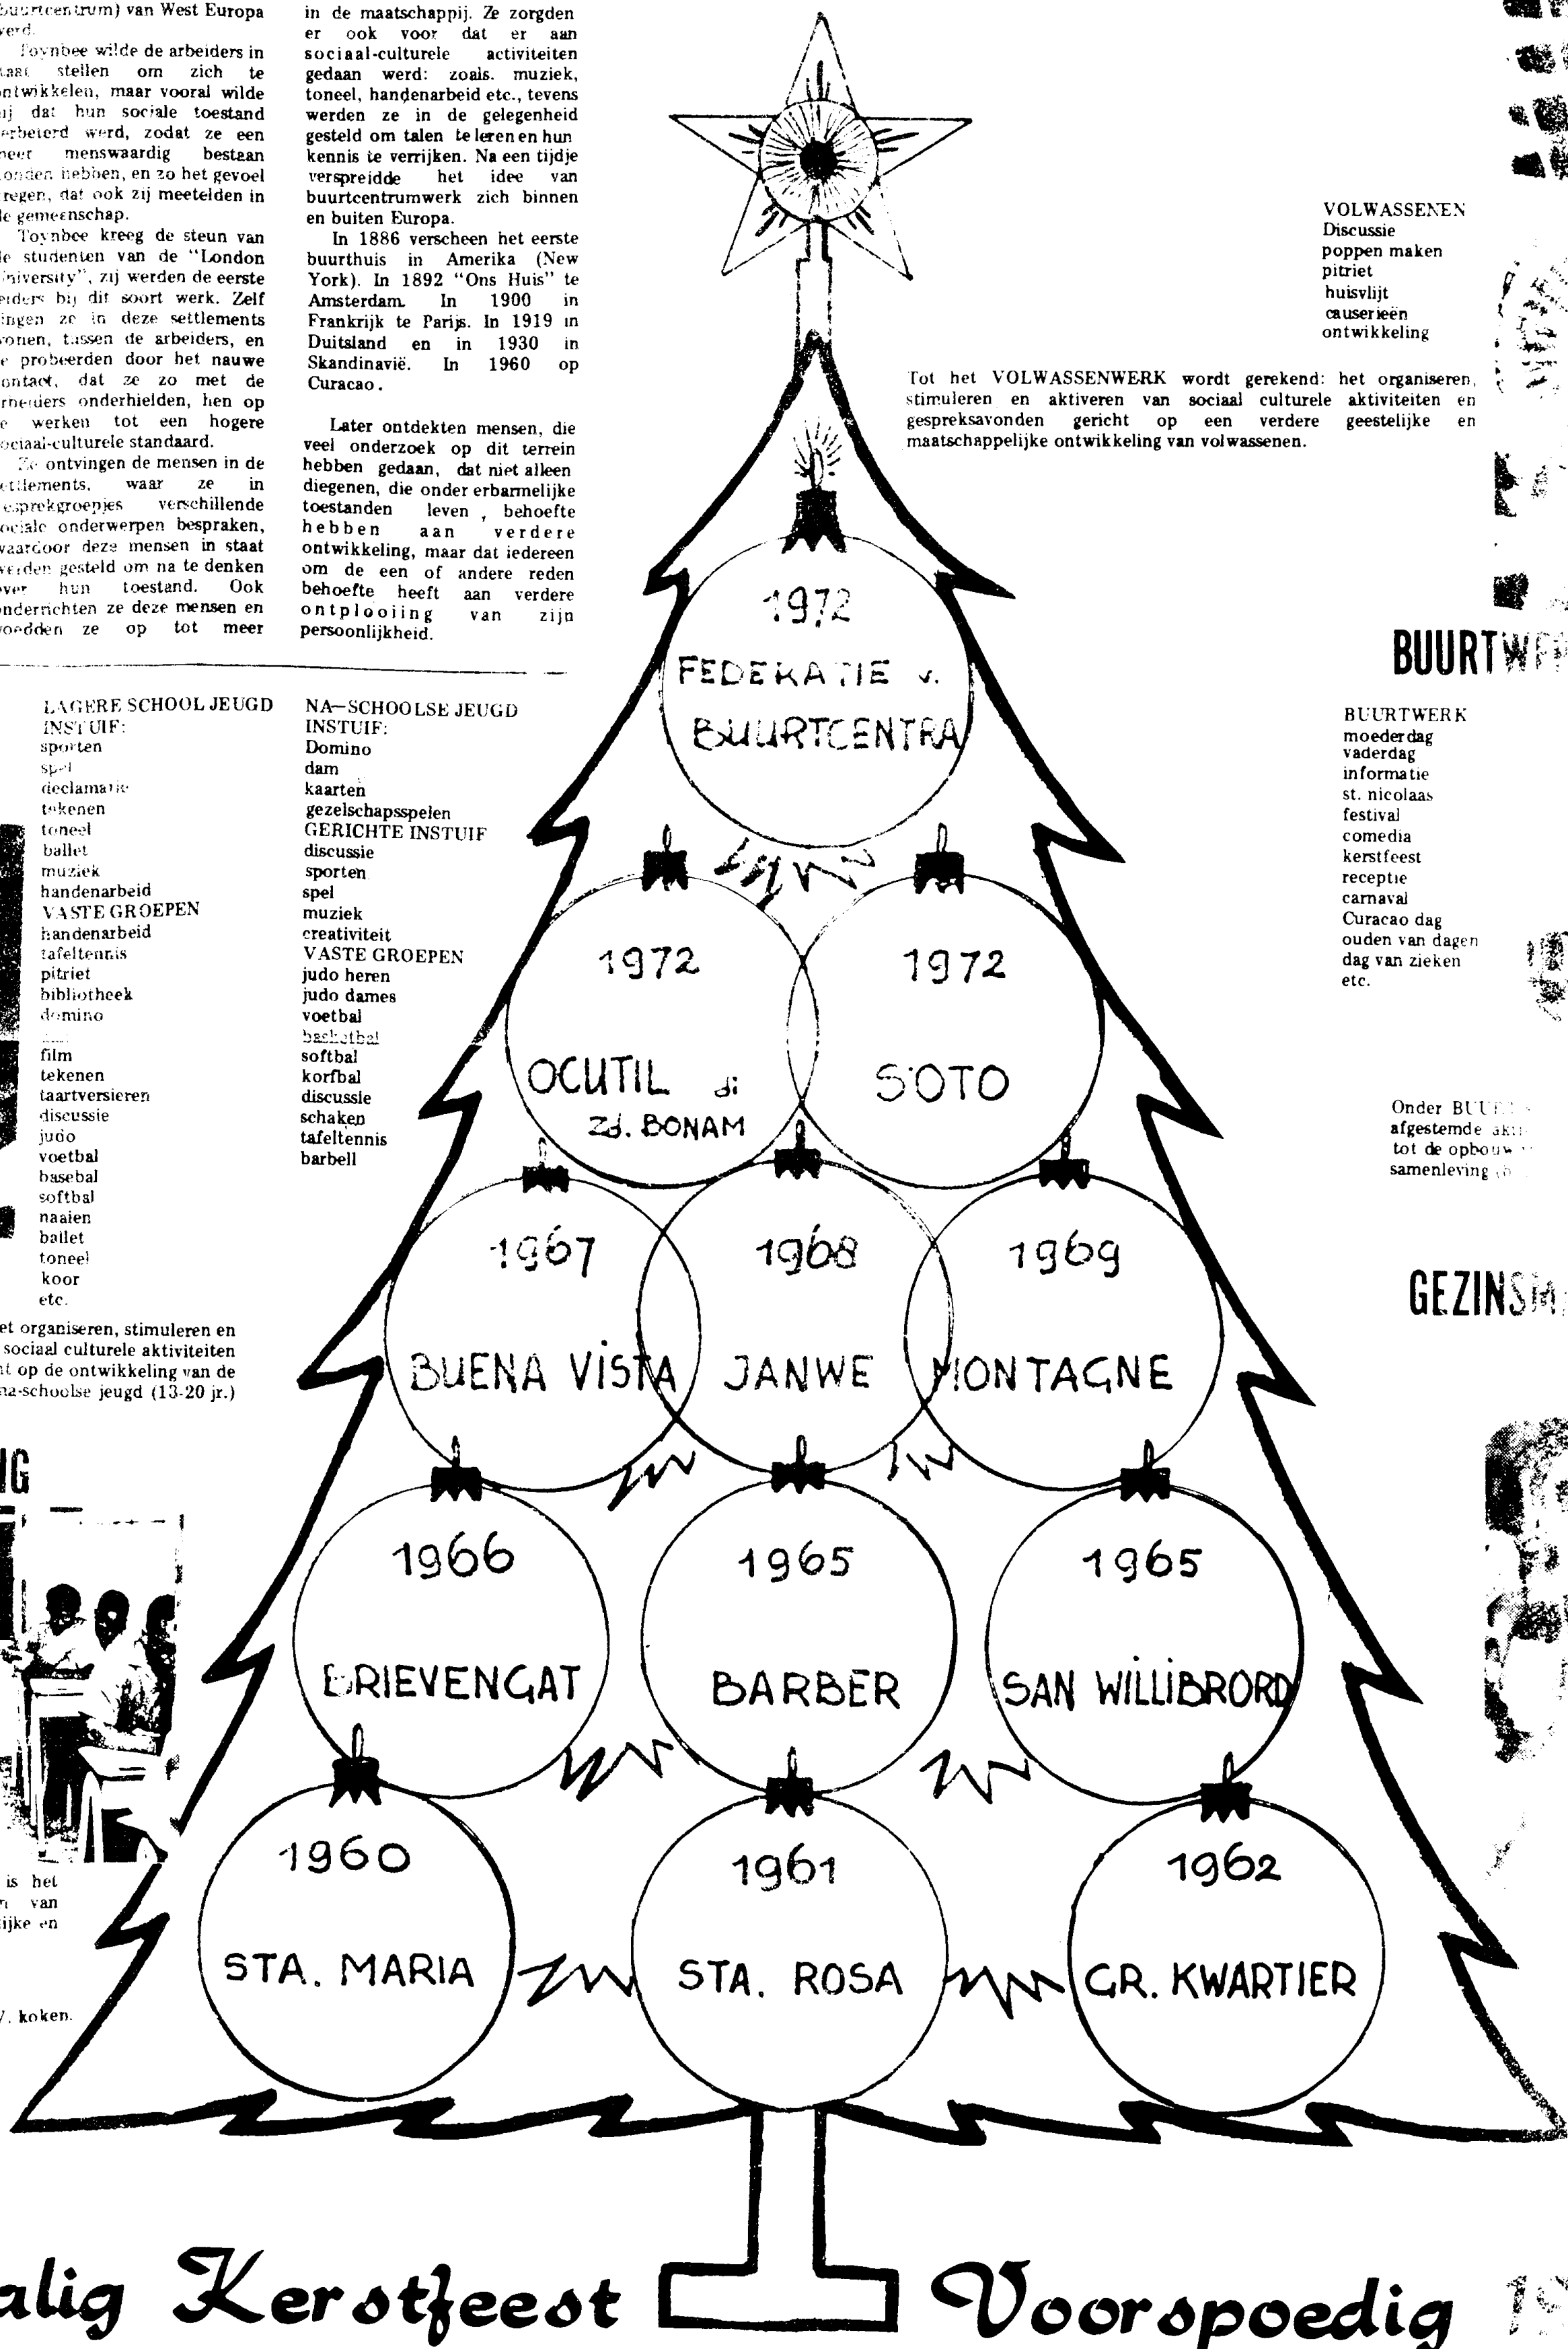 buurtcentrum) van West Europa
werd.
Toynbee wilde de arbeiders in
stellen om zich te
ontwikkelen, maar vooral wilde
hij dat hun sociale toestand
verbeterd werd, zodat ze een
meer menswaardig bestaan
konden hebben, en zo het gevoel
kregen, dat ook zij meetelden in
de gemeenschap.
Toynbee kreeg de steun van
de studenten van de "London
University", zij werden de eerste
leiders bij dit soort werk. Zelf
gingen ze in deze settlements
wonen, tussen de arbeiders, en
ze probeerden door het nauwe
contact, dat ze zo met de
arbeiders onderhielden, hen op
te werken tot een hogere
sociaal-culturele standaard.
Ze ontvingen de mensen in de
settlements, waar ze in
gesprekgroepjes verschillende
sociale onderwerpen bespraken,
waardoor deze mensen in staat
werden gesteld om na te denken
over hun toestand. Ook
onderrichten ze deze mensen en
voedden ze op tot meer
in de maatschappij. Ze zorgden
er ook voor dat er aan
sociaal-culturele activiteiten
gedaan werd: zoals. muziek,
toneel, handenarbeid etc., tevens
werden ze in de gelegenheid
gesteld om talen te leren en hun
kennis te verrijken. Na een tijdje
verspreidde het idee van
buurtcentrumwerk zich binnen
en buiten Europa.
In 1886 verscheen het eerste
buurthuis in Amerika (New
York). In 1892 "Ons Huis" te
Amsterdam. In 1900 in
Frankrijk te Parijs. In 1919 in
Duitsland en in 1930 in
Skandinavië. In 1960 op
Curacao.
Later ontdekten mensen, die
veel onderzoek op dit terrein
hebben gedaan, dat niet alleen
diegenen, die onder erbarmelijke
toestanden leven, behoefte
hebben aan verdere
ontwikkeling, maar dat iedereen
om de een of andere reden
behoefte heeft aan verdere
ontplooiing van zijn
persoonlijkheid.
VOLWASSENEN
Discussie
poppen maken
pitriet
huisvlijt
causerieën
ontwikkeling
Tot het VOLWASSENWERK wordt gerekend: het organiseren,
stimuleren en aktiveren van sociaal culturele aktiviteiten en
gespreksavonden gericht op een verdere geestelijke en
maatschappelijke ontwikkeling van volwassenen.
LAGERE SCHOOL JEUGD
INSTUIF:
sporten
spel
declamatie
tekenen
toneel
ballet
muziek
handenarbeid
VASTE GROEPEN
handenarbeid
tafeltennis
pitriet
bibliotheek
domino
film
tekenen
taartversieren
discussie
judo
voetbal
basebal
softbal
naaien
ballet
toneel
koor
etc.
NA-SCHOOLSE JEUGD
INSTUIF:
Domino
dam
kaarten
gezelschapsspelen
GERICHTE INSTUIF
discussie
sporten
spel
muziek
creativiteit
VASTE GROEPEN
judo heren
judo dames
voetbal
basketbal
softbal
korfbal
discussie
schaken
tafeltennis
barbell
et organiseren, stimuleren en
sociaal culturele aktiviteiten
op de ontwikkeling van de
na-schoolse jeugd (13-20 jr.)
IG
is het
van
ijke en
koken.
BUURTWE
BUURTWERK
moederdag
vaderdag
informatie
st. nicolaas
festival
comedia
kerstfeest
receptie
carnaval
Curacao dag
ouden van dagen
dag van zieken
etc.
Onder
afgestemde
tot de opbouw
samenleving
GEZINS
1972
FEDERATIE v.
BUURTCENTRA
1972
OCUTIL di
Zd. BONAM
1972
SOTO
1967
BUENA VISTA
1968
JANWE
1969
MONTAGNE
1966
BRIEVENGAT
1965
BARBER
1965
SAN WILLIBRORD
1960
STA. MARIA
1961
STA. ROSA
1962
GR. KWARTIER
alig Kerstfeest Voorspoedig 19